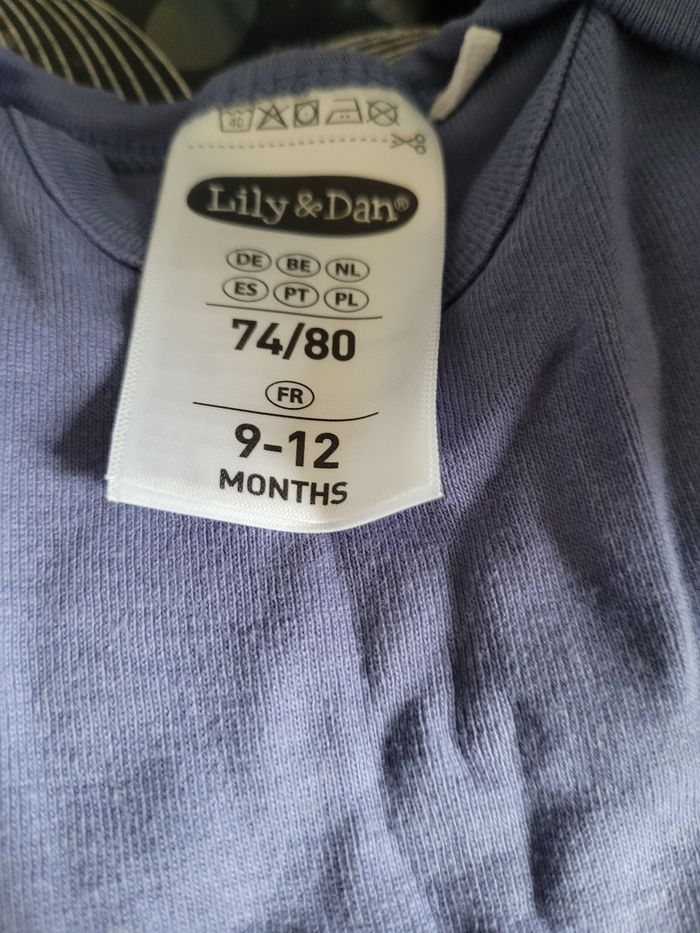 40
Lily & Dan®
DE BE NL
ES PT PL
74/80
FR
9-12
MONTHS